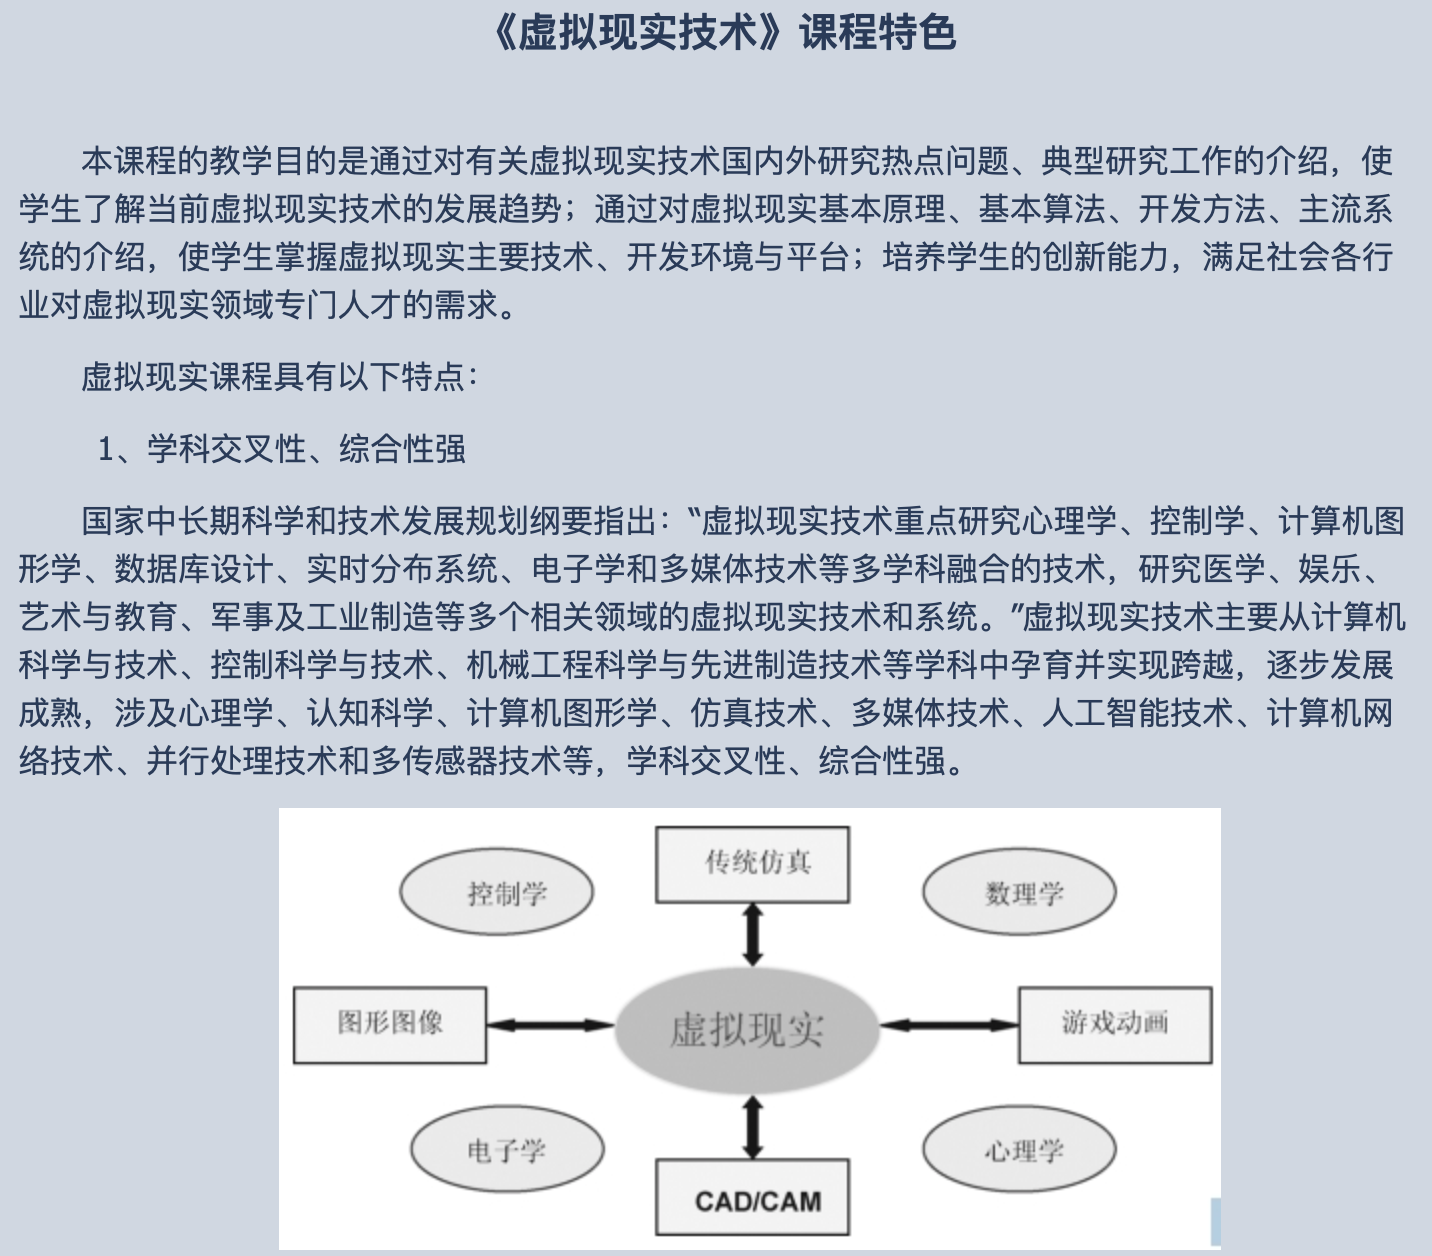 《虚拟现实技术》课程特色
本课程的教学目的是通过对有关虚拟现实技术国内外研究热点问题、典型研究工作的介绍，使
学生了解当前虚拟现实技术的发展趋势；通过对虚拟现实基本原理、基本算法、开发方法、主流系
统的介绍，使学生掌握虚拟现实主要技术、开发环境与平台；培养学生的创新能力，满足社会各行
业对虚拟现实领域专门人才的需求。
虚拟现实课程具有以下特点：
1、学科交叉性、综合性强
国家中长期科学和技术发展规划纲要指出：“虚拟现实技术重点研究心理学、控制学、计算机图
形学、数据库设计、实时分布系统、电子学和多媒体技术等多学科融合的技术，研究医学、娱乐、
艺术与教育、军事及工业制造等多个相关领域的虚拟现实技术和系统。”虚拟现实技术主要从计算机
科学与技术、控制科学与技术、机械工程科学与先进制造技术等学科中孕育并实现跨越，逐步发展
成熟，涉及心理学、认知科学、计算机图形学、仿真技术、多媒体技术、人工智能技术、计算机网
络技术、并行处理技术和多传感器技术等，学科交叉性、综合性强。
传统仿真
控制学
数理学
图形图像
虚拟现实
游戏动画
电子学
心理学
CAD/CAM